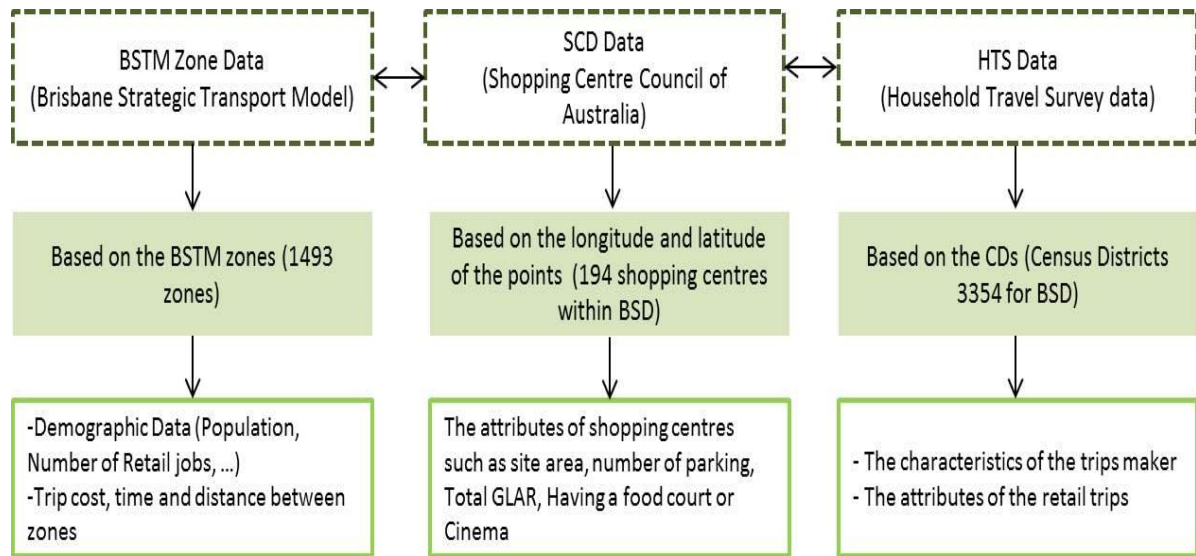 BSTM Zone Data
(Brisbane Strategic Transport Model)
SCD Data
(Shopping Centre Council of
Australia)
HTS Data
(Household Travel Survey data)
Based on the BSTM zones (1493
zones)
Based on the longitude and latitude
of the points (194 shopping centres
within BSD)
Based on the CDs (Census Districts
3354 for BSD)
-Demographic Data (Population,
Number of Retail jobs, ...)
-Trip cost, time and distance between
zones
The attributes of shopping centres
such as site area, number of parking,
Total GLAR, Having a food court or
Cinema
- The characteristics of the trips maker
- The attributes of the retail trips